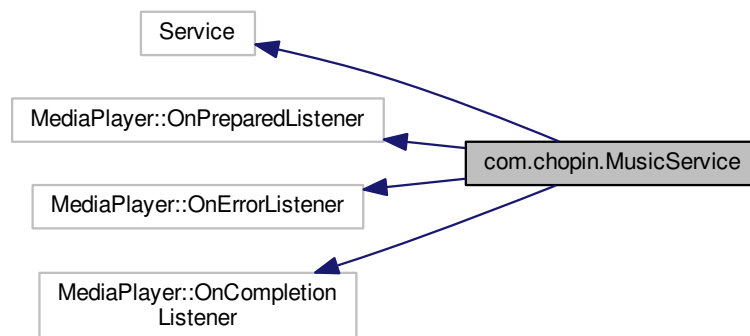 Service
MediaPlayer::OnPreparedListener
com.chopin.MusicService
MediaPlayer::OnErrorListener
MediaPlayer::OnCompletion
Listener